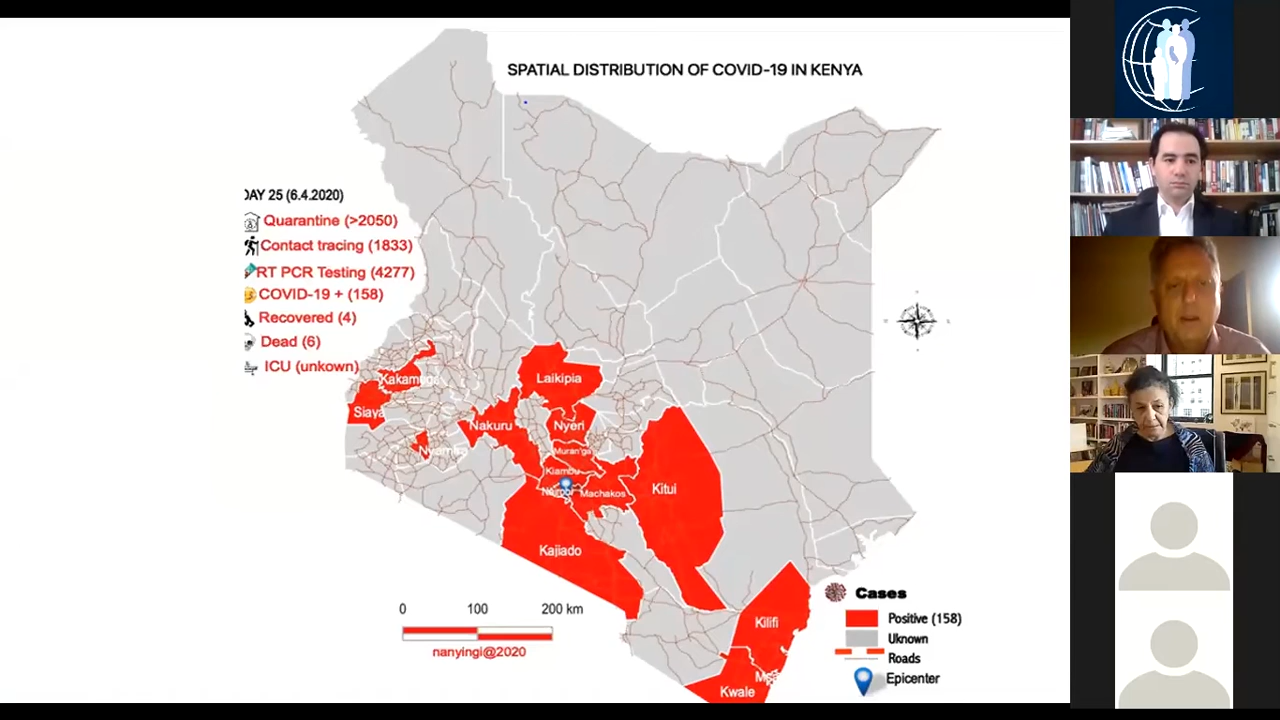 SPATIAL DISTRIBUTION OF COVID-19 IN KENYA
DAY 25 (6.4.2020)
Quarantine (>2050)
Contact tracing (1833)
RT PCR Testing (4277)
COVID-19 + (158)
Recovered (4)
Dead (6)
ICU (unkown)
Kakamega
Siaya
Laikipia
Nakuru
Nyeri
Nyamira
Muran'ga
Kiambu
Nairobi
Machakos
Kitui
Kajiado
Kilifi
Kwale
0 100 200 km
nanyingi@2020
Cases
Positive (158)
Uknown
Roads
Epicenter